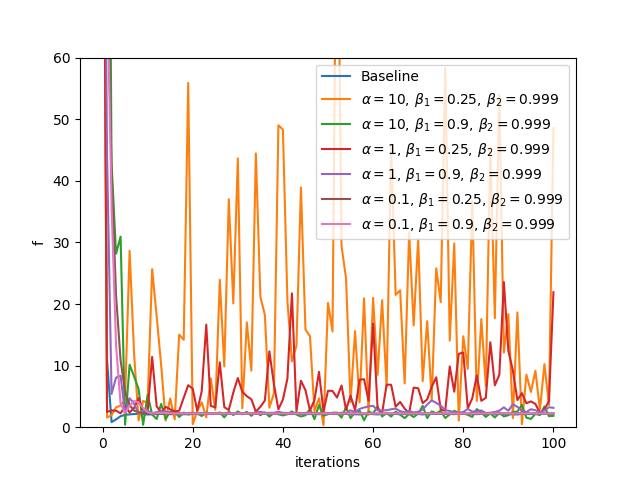 60
50
40
30
20
10
0
f
0
20
40
60
80
100
iterations
Baseline
α = 10, β₁ = 0.25, β₂ = 0.999
α = 10, β₁ = 0.9, β₂ = 0.999
α = 1, β₁ = 0.25, β₂ = 0.999
α = 1, β₁ = 0.9, β₂ = 0.999
α = 0.1, β₁ = 0.25, β₂ = 0.999
α = 0.1, β₁ = 0.9, β₂ = 0.999